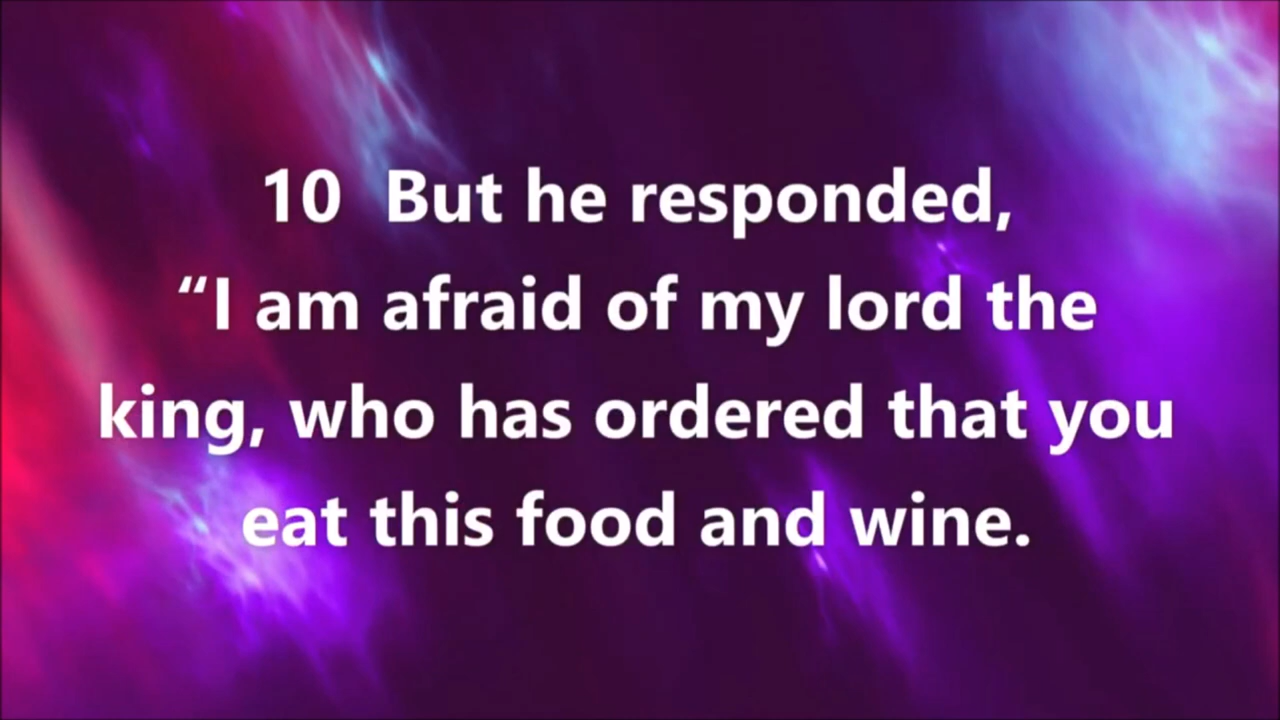 10  But he responded,
“I am afraid of my lord the
king, who has ordered that you
eat this food and wine.